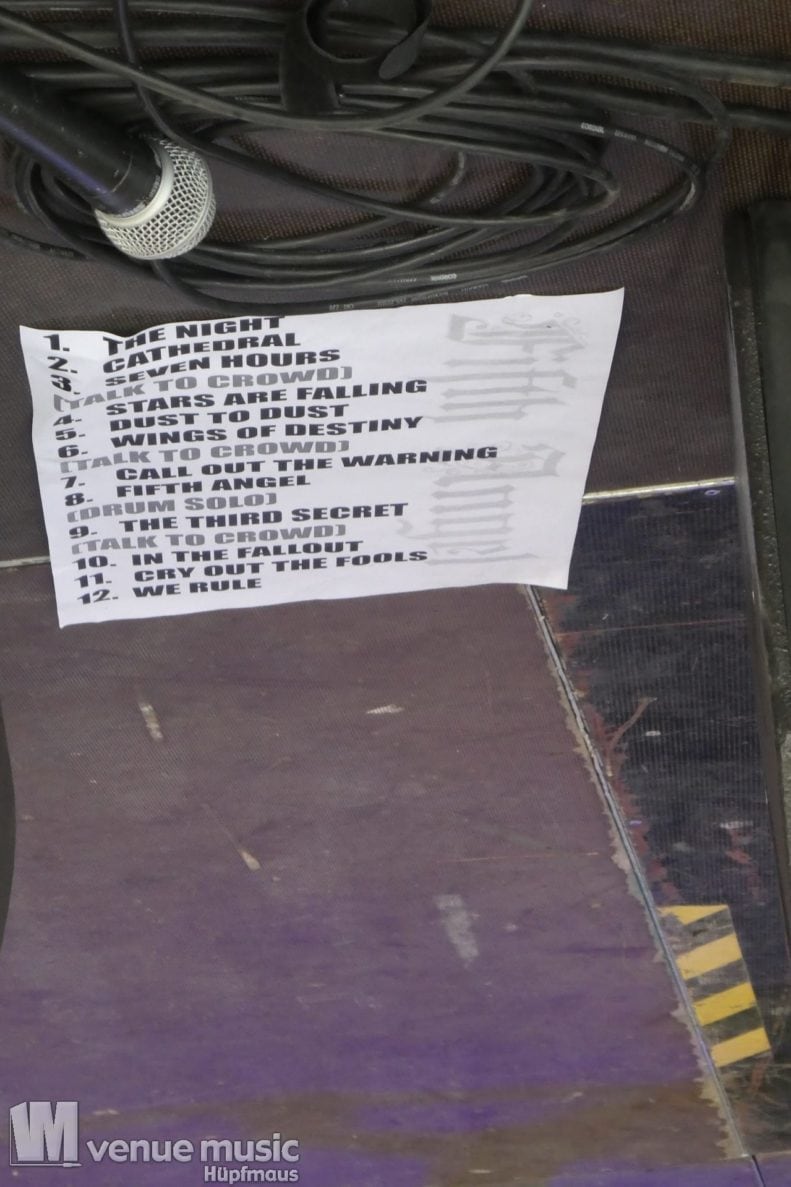 1. THE NIGHT
2. CATHEDRAL
3. SEVEN HOURS
[TALK TO CROWD]
4. STARS ARE FALLING
5. DUST TO DUST
6. WINGS OF DESTINY
[TALK TO CROWD]
7. CALL OUT THE WARNING
8. FIFTH ANGEL
[DRUM SOLO]
9. THE THIRD SECRET
[TALK TO CROWD]
10. IN THE FALLOUT
11. CRY OUT THE FOOLS
12. WE RULE
Fifth Angel
venue music
Hüpfmaus